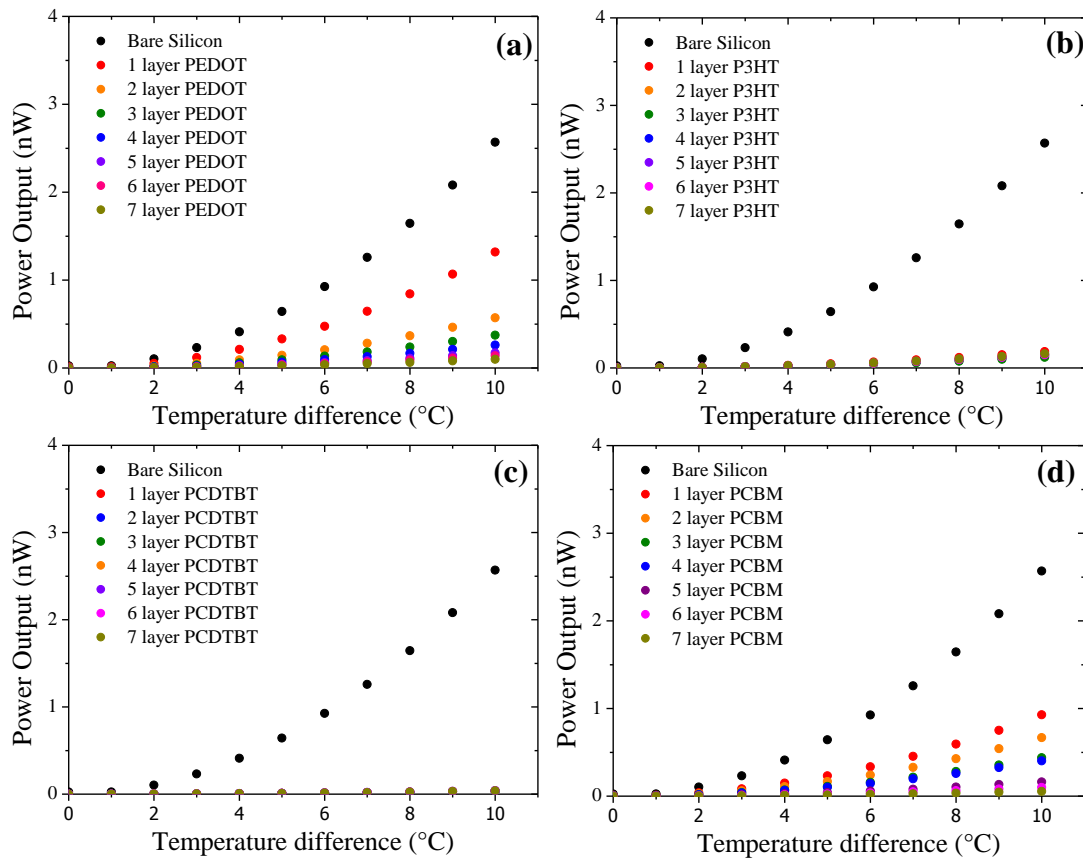 (a)
Bare Silicon
1 layer PEDOT
2 layer PEDOT
3 layer PEDOT
4 layer PEDOT
5 layer PEDOT
6 layer PEDOT
7 layer PEDOT
Power Output (nW)
4
3
2
1
0
0 2 4 6 8 10
Temperature difference (°C)
(b)
Bare Silicon
1 layer P3HT
2 layer P3HT
3 layer P3HT
4 layer P3HT
5 layer P3HT
6 layer P3HT
7 layer P3HT
Power Output (nW)
4
3
2
1
0
0 2 4 6 8 10
Temperature difference (°C)
(c)
Bare Silicon
1 layer PCDTBT
2 layer PCDTBT
3 layer PCDTBT
4 layer PCDTBT
5 layer PCDTBT
6 layer PCDTBT
7 layer PCDTBT
Power Output (nW)
4
3
2
1
0
0 2 4 6 8 10
Temperature difference (°C)
(d)
Bare Silicon
1 layer PCBM
2 layer PCBM
3 layer PCBM
4 layer PCBM
5 layer PCBM
6 layer PCBM
7 layer PCBM
Power Output (nW)
4
3
2
1
0
0 2 4 6 8 10
Temperature difference (°C)